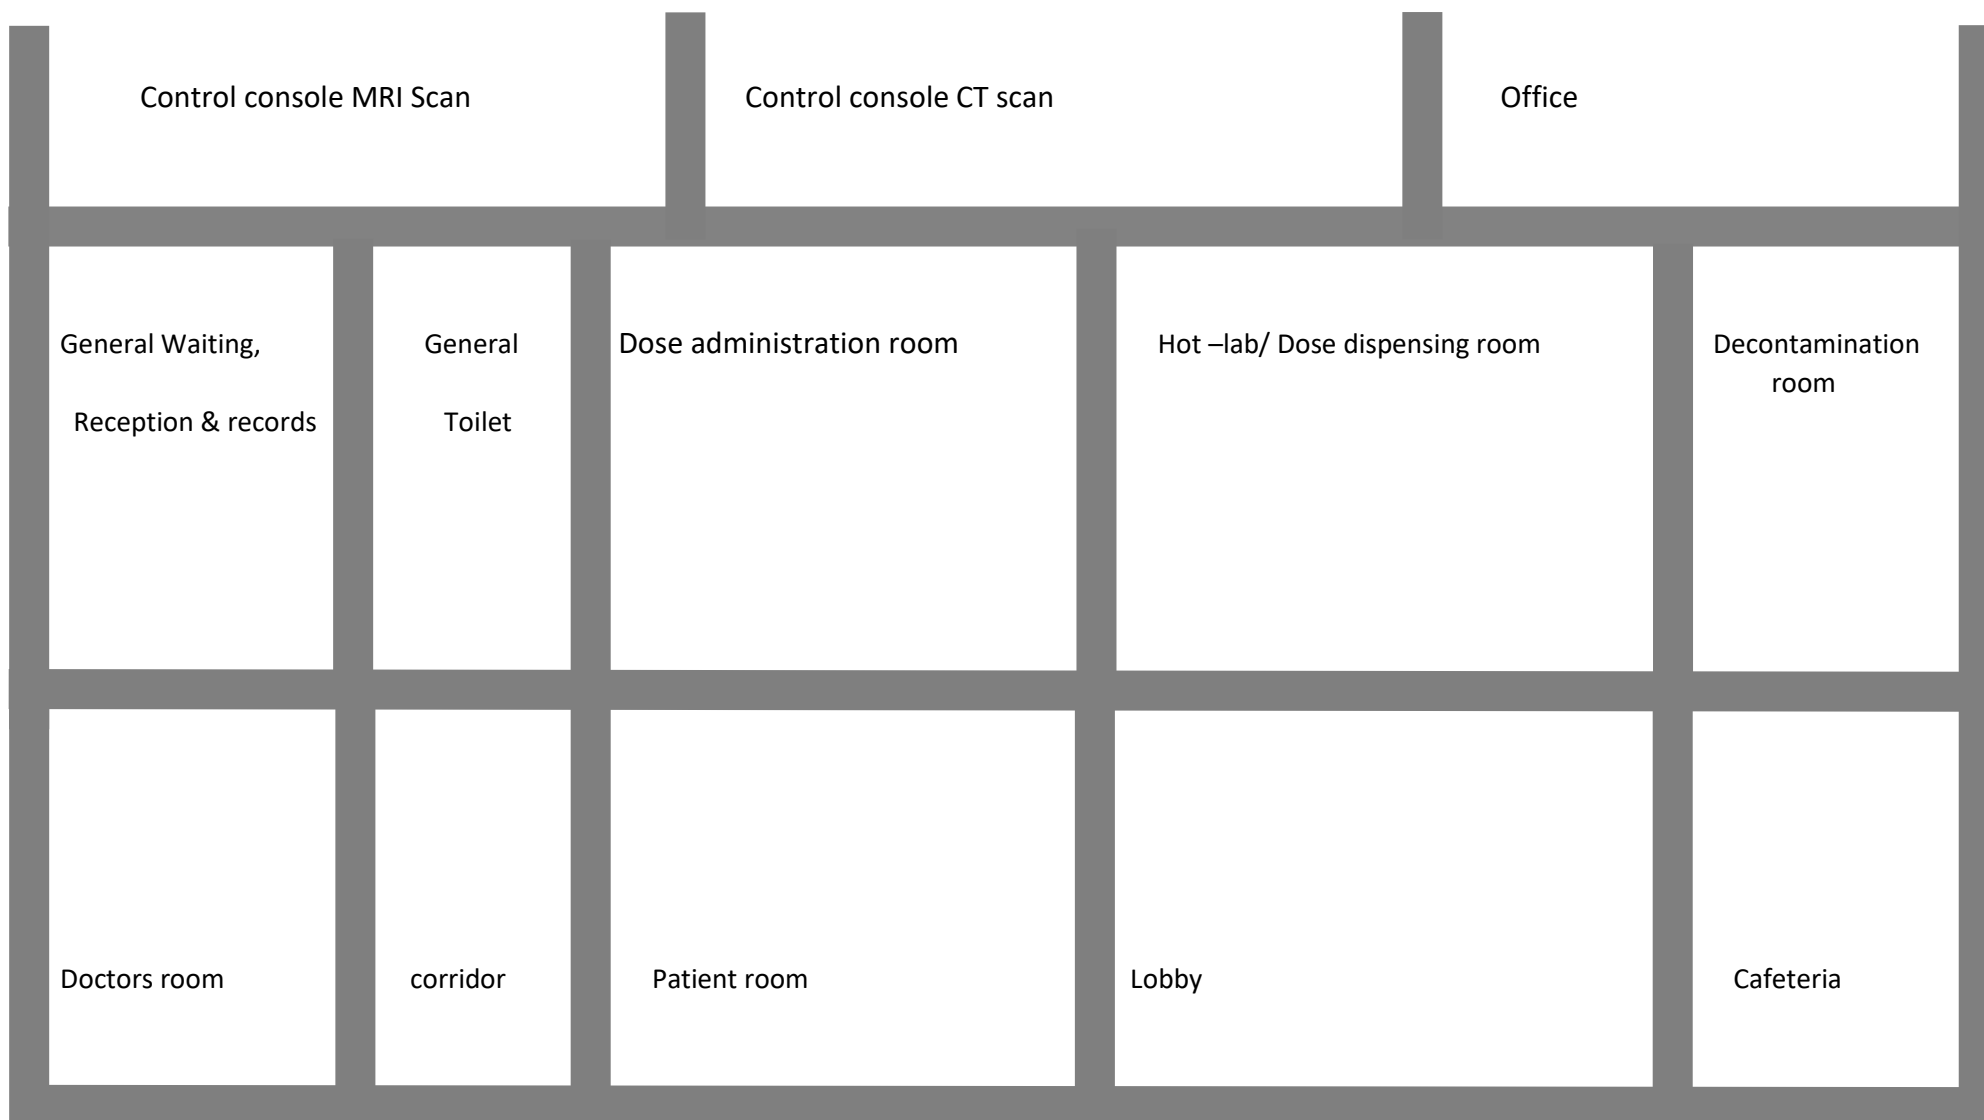 Control console MRI Scan
Control console CT scan
Office
General Waiting,
Reception & records
General
Toilet
Dose administration room
Hot –lab/ Dose dispensing room
Decontamination
room
Doctors room
corridor
Patient room
Lobby
Cafeteria